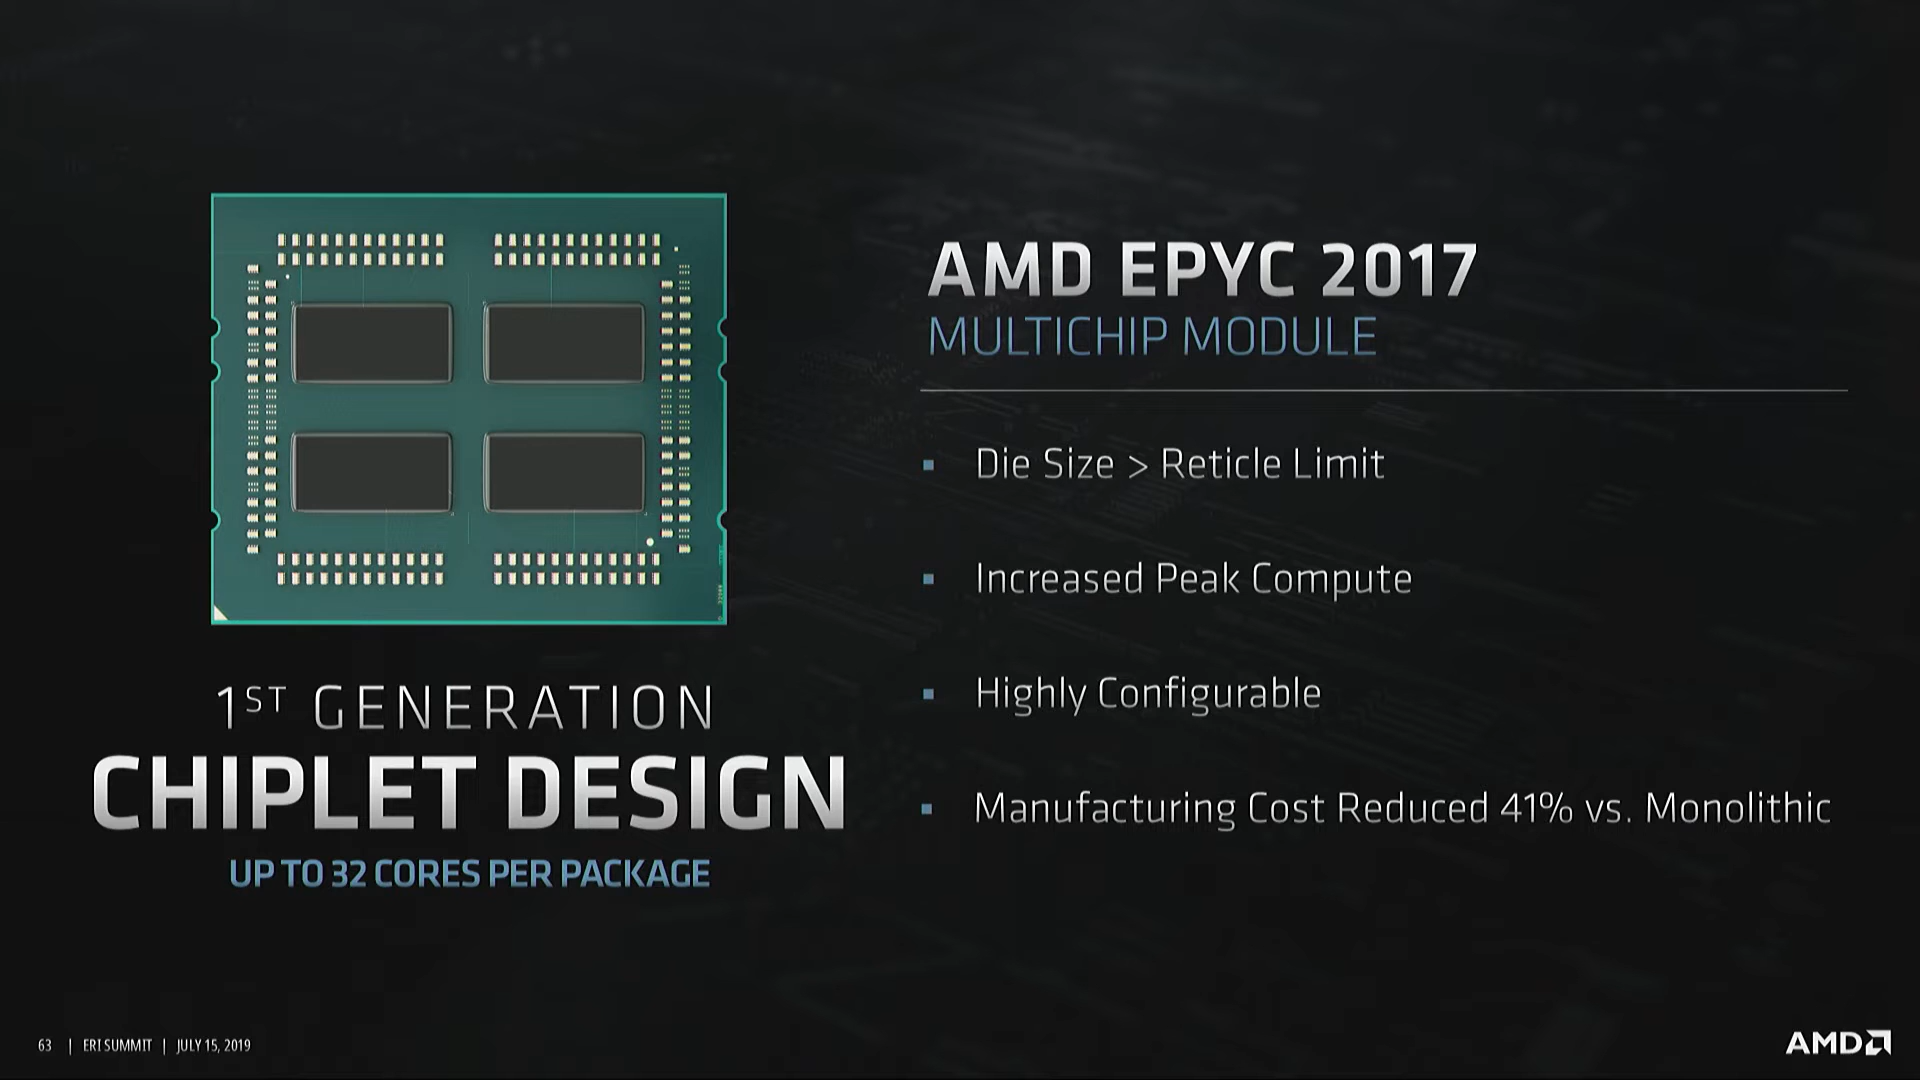 AMD EPYC 2017
MULTICHIP MODULE
▪ Die Size > Reticle Limit
▪ Increased Peak Compute
▪ Highly Configurable
▪ Manufacturing Cost Reduced 41% vs. Monolithic
1ST GENERATION
CHIPLET DESIGN
UP TO 32 CORES PER PACKAGE
63 | ERI SUMMIT | JULY 15, 2019
AMD